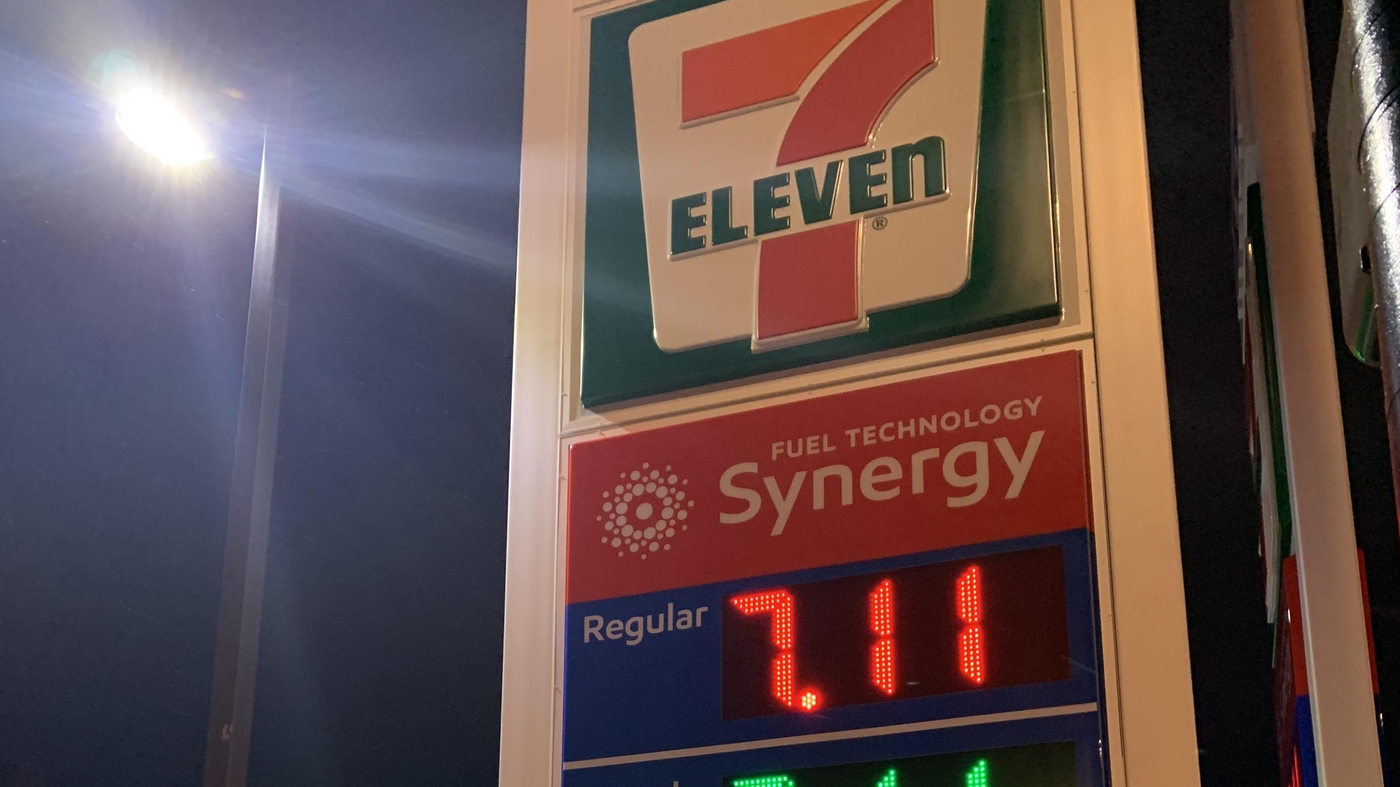 7
ELEVEn
®
FUEL TECHNOLOGY
Synergy
Regular 7.11